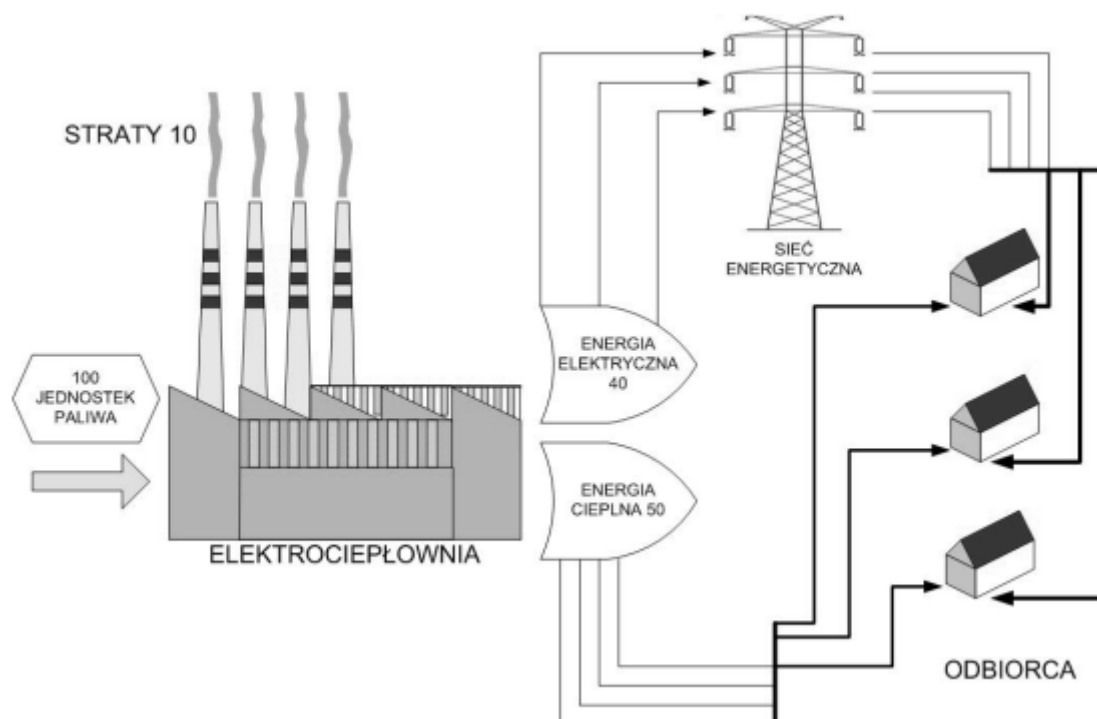 STRATY 10
100
JEDNOSTEK
PALIWA
ELEKTROCIEPŁOWNIA
ENERGIA
ELEKTRYCZNA
40
ENERGIA
CIEPLNA 50
SIEĆ
ENERGETYCZNA
ODBIORCA